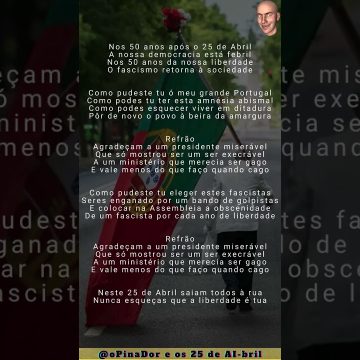 Nos 50 anos após o 25 de Abril
A nossa democracia está febril
Nos 50 anos da nossa liberdade
O fascismo retorna à sociedade
Como pudeste tu ó meu grande Portugal
Como podes tu ter esta amnésia abismal
Como podes esquecer viver em ditadura
Pôr de novo o povo à beira da amargura
Refrão
Agradeçam a um presidente miserável
Que só mostrou ser um ser execrável
A um ministério que merecia ser gago
E vale menos do que faço quando cago
Como pudeste tu eleger estes fascistas
Seres enganado por um bando de golpistas
E colocar na Assembleia a obscenidade
De um fascista por cada ano de liberdade
Refrão
Agradeçam a um presidente miserável
Que só mostrou ser um ser execrável
A um ministério que merecia ser gago
E vale menos do que faço quando cago
Neste 25 de Abril saiam todos à rua
Nunca esqueças que a liberdade é tua
@oPinaDor e os 25 de AI-bril